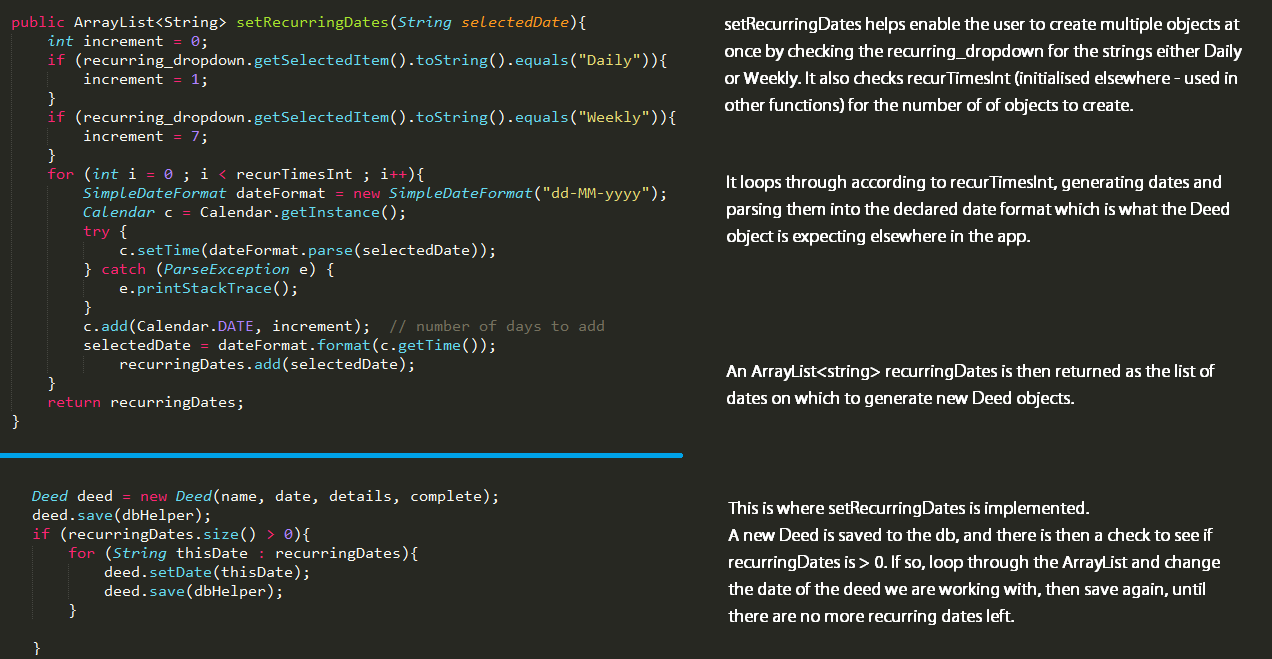 public ArrayList<String> setRecurringDates(String selectedDate){
int increment = 0;
if (recurring_dropdown.getSelectedItem().toString().equals("Daily")){
increment = 1;
}
if (recurring_dropdown.getSelectedItem().toString().equals("Weekly")){
increment = 7;
}
for (int i = 0 ; i < recurTimesInt ; i++){
SimpleDateFormat dateFormat = new SimpleDateFormat("dd-MM-yyyy");
Calendar c = Calendar.getInstance();
try {
c.setTime(dateFormat.parse(selectedDate));
} catch (ParseException e) {
e.printStackTrace();
}
c.add(Calendar.DATE, increment);  // number of days to add
selectedDate = dateFormat.format(c.getTime());
recurringDates.add(selectedDate);
}
return recurringDates;
}
setRecurringDates helps enable the user to create multiple objects at
once by checking the recurring_dropdown for the strings either Daily
or Weekly. It also checks recurTimesInt (initialised elsewhere - used in
other functions) for the number of of objects to create.
It loops through according to recurTimesInt, generating dates and
parsing them into the declared date format which is what the Deed
object is expecting elsewhere in the app.
An ArrayList<string> recurringDates is then returned as the list of
dates on which to generate new Deed objects.
Deed deed = new Deed(name, date, details, complete);
deed.save(dbHelper);
if (recurringDates.size() > 0){
for (String thisDate : recurringDates){
deed.setDate(thisDate);
deed.save(dbHelper);
}
}
This is where setRecurringDates is implemented.
A new Deed is saved to the db, and there is then a check to see if
recurringDates is > 0. If so, loop through the ArrayList and change
the date of the deed we are working with, then save again, until
there are no more recurring dates left.